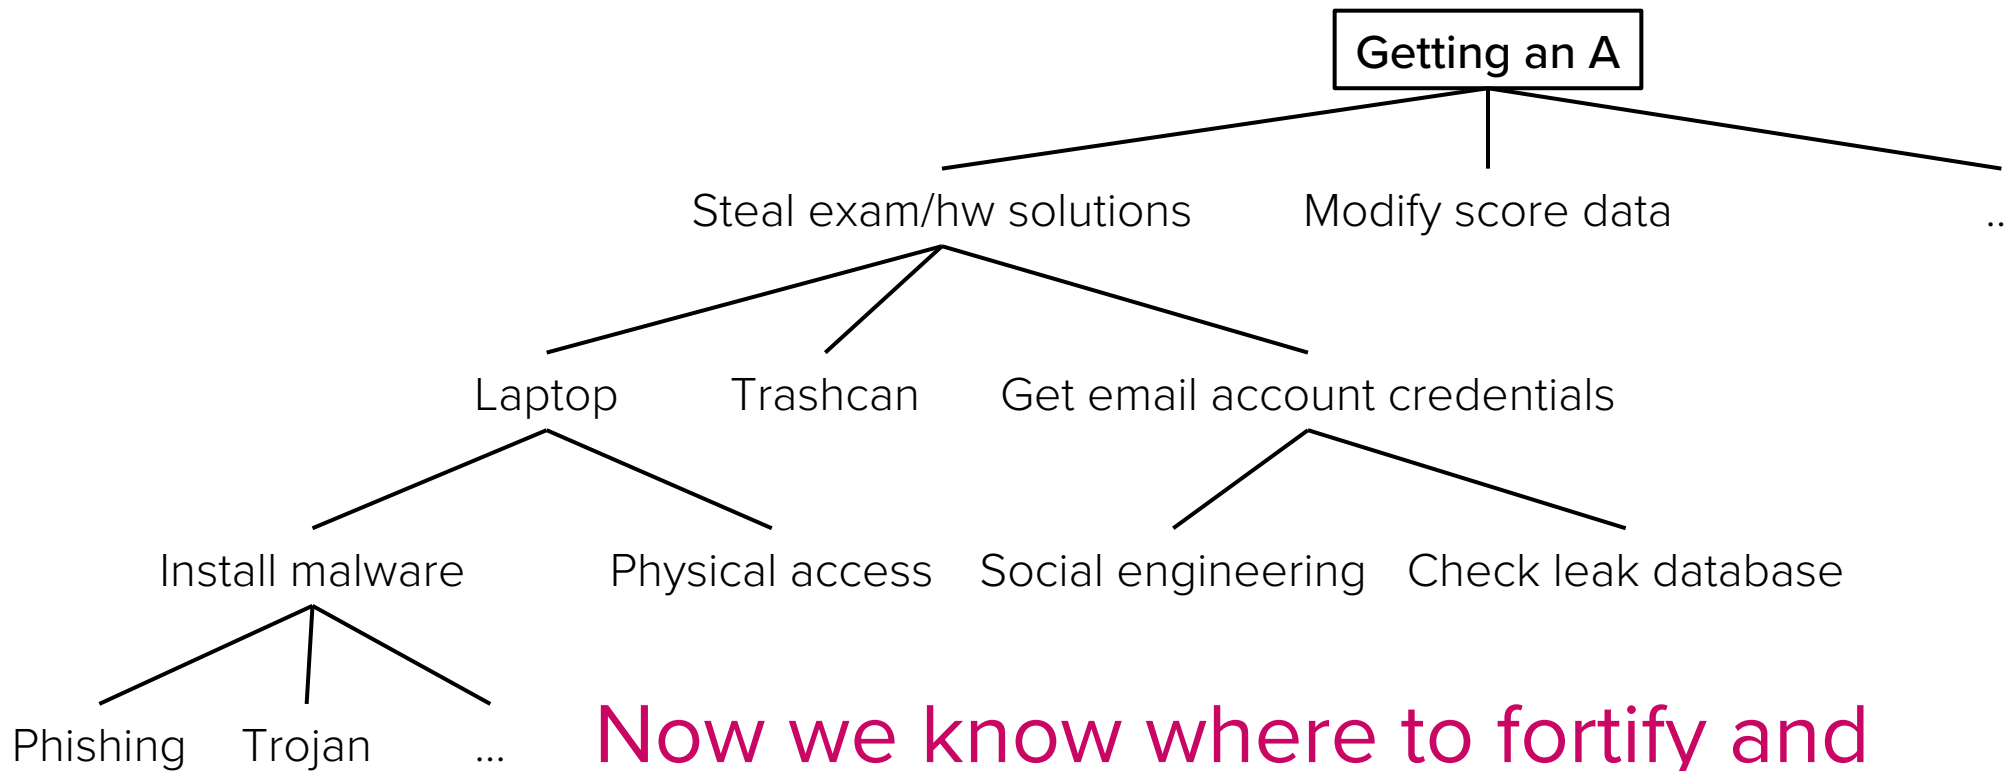 Getting an A
Steal exam/hw solutions
Modify score data
..
Laptop
Trashcan
Get email account credentials
Install malware
Physical access
Social engineering
Check leak database
Phishing
Trojan
...
Now we know where to fortify and